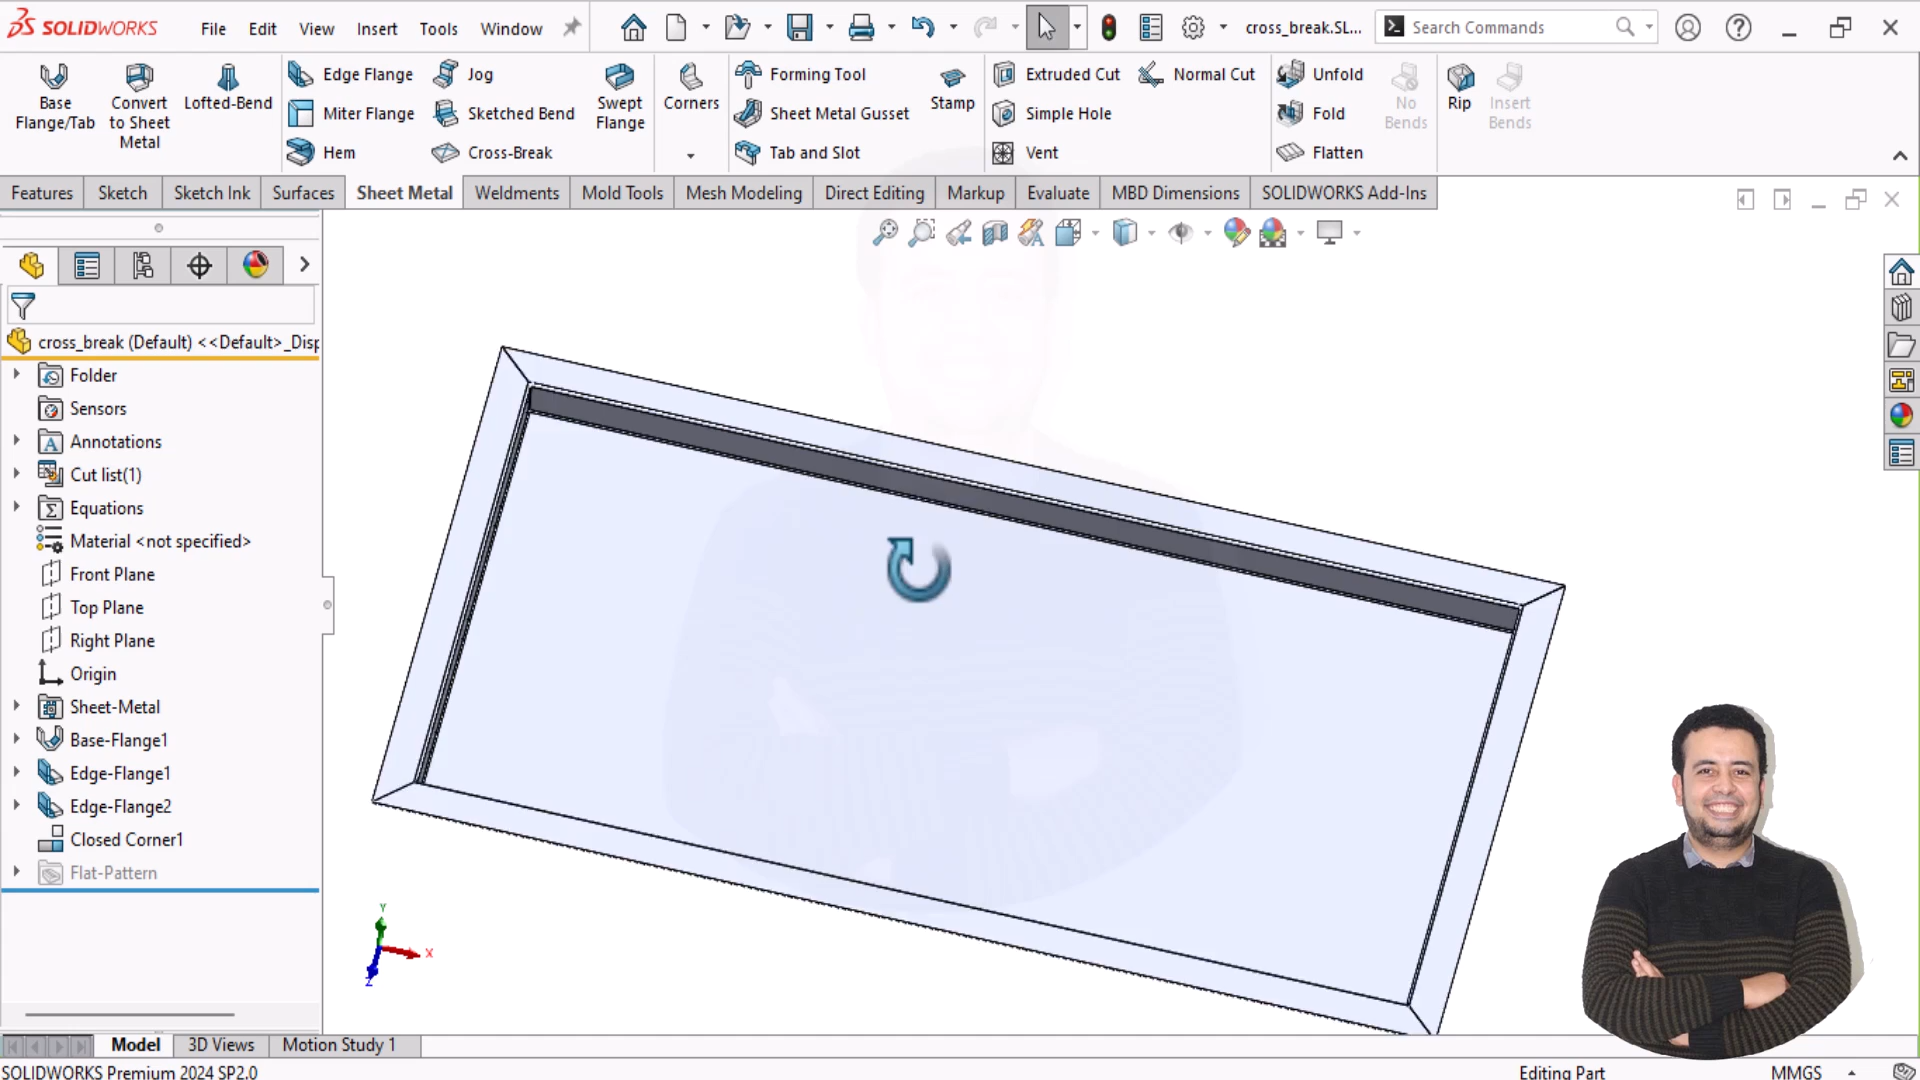 SOLIDWORKS File Edit View Insert Tools Window cross_break.SL... Search Commands
Base Flange/Tab
Convert to Sheet Metal
Lofted-Bend
Edge Flange
Miter Flange
Hem
Jog
Sketched Bend
Cross-Break
Swept Flange
Corners
Forming Tool
Sheet Metal Gusset
Tab and Slot
Stamp
Extruded Cut
Simple Hole
Vent
Normal Cut
Unfold
Fold
Flatten
No Bends
Rip
Insert Bends
Features Sketch Sketch Ink Surfaces Sheet Metal Weldments Mold Tools Mesh Modeling Direct Editing Markup Evaluate MBD Dimensions SOLIDWORKS Add-Ins
cross_break (Default) <<Default>_Disp
Folder
Sensors
Annotations
Cut list(1)
Equations
Material <not specified>
Front Plane
Top Plane
Right Plane
Origin
Sheet-Metal
Base-Flange1
Edge-Flange1
Edge-Flange2
Closed Corner1
Flat-Pattern
Y
X
Z
Model 3D Views Motion Study 1
SOLIDWORKS Premium 2024 SP2.0 Editing Part MMGS